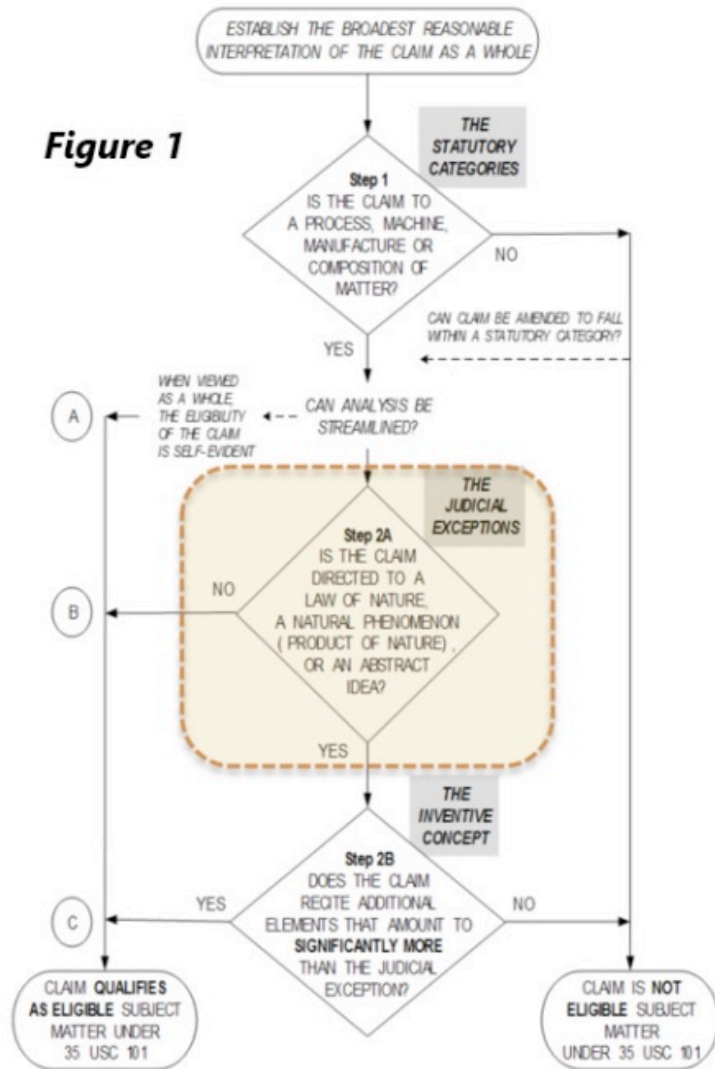 ESTABLISH THE BROADEST REASONABLE
INTERPRETATION OF THE CLAIM AS A WHOLE
Figure 1
THE
STATUTORY
CATEGORIES
Step 1
IS THE CLAIM TO
A PROCESS, MACHINE,
MANUFACTURE OR
COMPOSITION OF
MATTER?
NO
YES
CAN CLAIM BE AMENDED TO FALL
WITHIN A STATUTORY CATEGORY?
WHEN VIEWED
AS A WHOLE,
THE ELIGIBILITY
OF THE CLAIM
IS SELF-EVIDENT
A
CAN ANALYSIS BE
STREAMLINED?
THE
JUDICIAL
EXCEPTIONS
Step 2A
IS THE CLAIM
DIRECTED TO A
LAW OF NATURE,
A NATURAL PHENOMENON
( PRODUCT OF NATURE) ,
OR AN ABSTRACT
IDEA?
NO
B
YES
THE
INVENTIVE
CONCEPT
Step 2B
DOES THE CLAIM
RECITE ADDITIONAL
ELEMENTS THAT AMOUNT TO
SIGNIFICANTLY MORE
THAN THE JUDICIAL
EXCEPTION?
YES
NO
C
CLAIM QUALIFIES
AS ELIGIBLE SUBJECT
MATTER UNDER
35 USC 101
CLAIM IS NOT
ELIGIBLE SUBJECT
MATTER
UNDER 35 USC 101